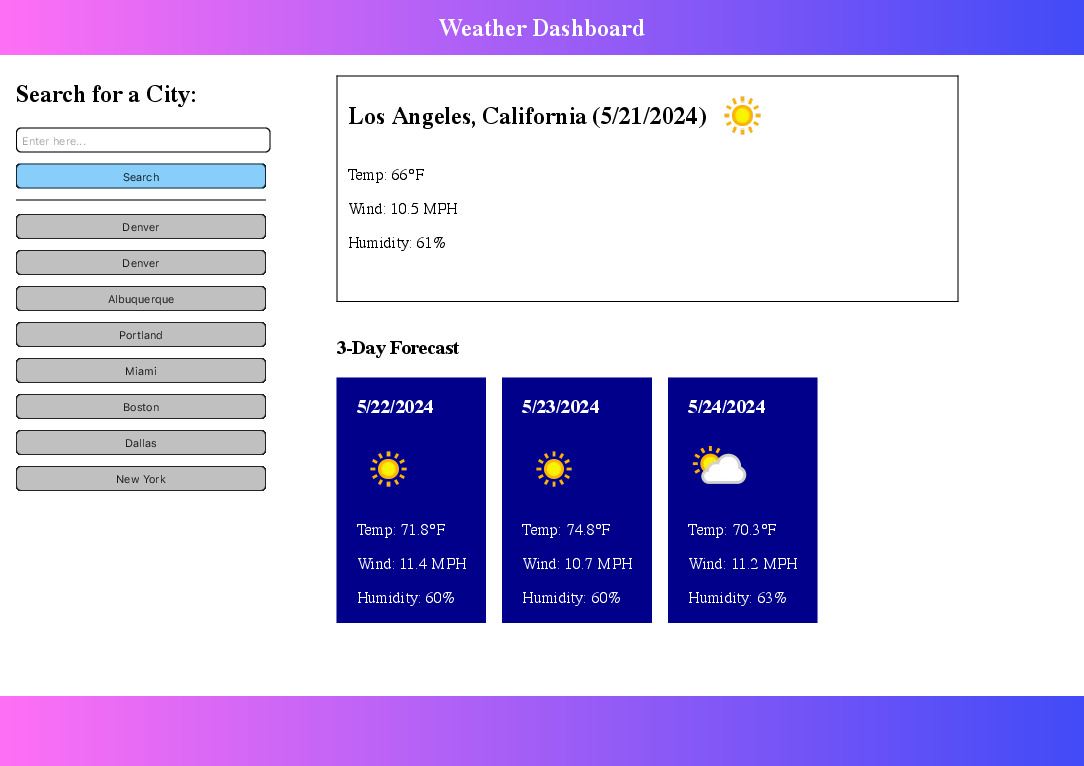 Weather Dashboard
Search for a City:
Enter here...
Search
Denver
Denver
Albuquerque
Portland
Miami
Boston
Dallas
New York
Los Angeles, California (5/21/2024)
Temp: 66°F
Wind: 10.5 MPH
Humidity: 61%
3-Day Forecast
5/22/2024
Temp: 71.8°F
Wind: 11.4 MPH
Humidity: 60%
5/23/2024
Temp: 74.8°F
Wind: 10.7 MPH
Humidity: 60%
5/24/2024
Temp: 70.3°F
Wind: 11.2 MPH
Humidity: 63%